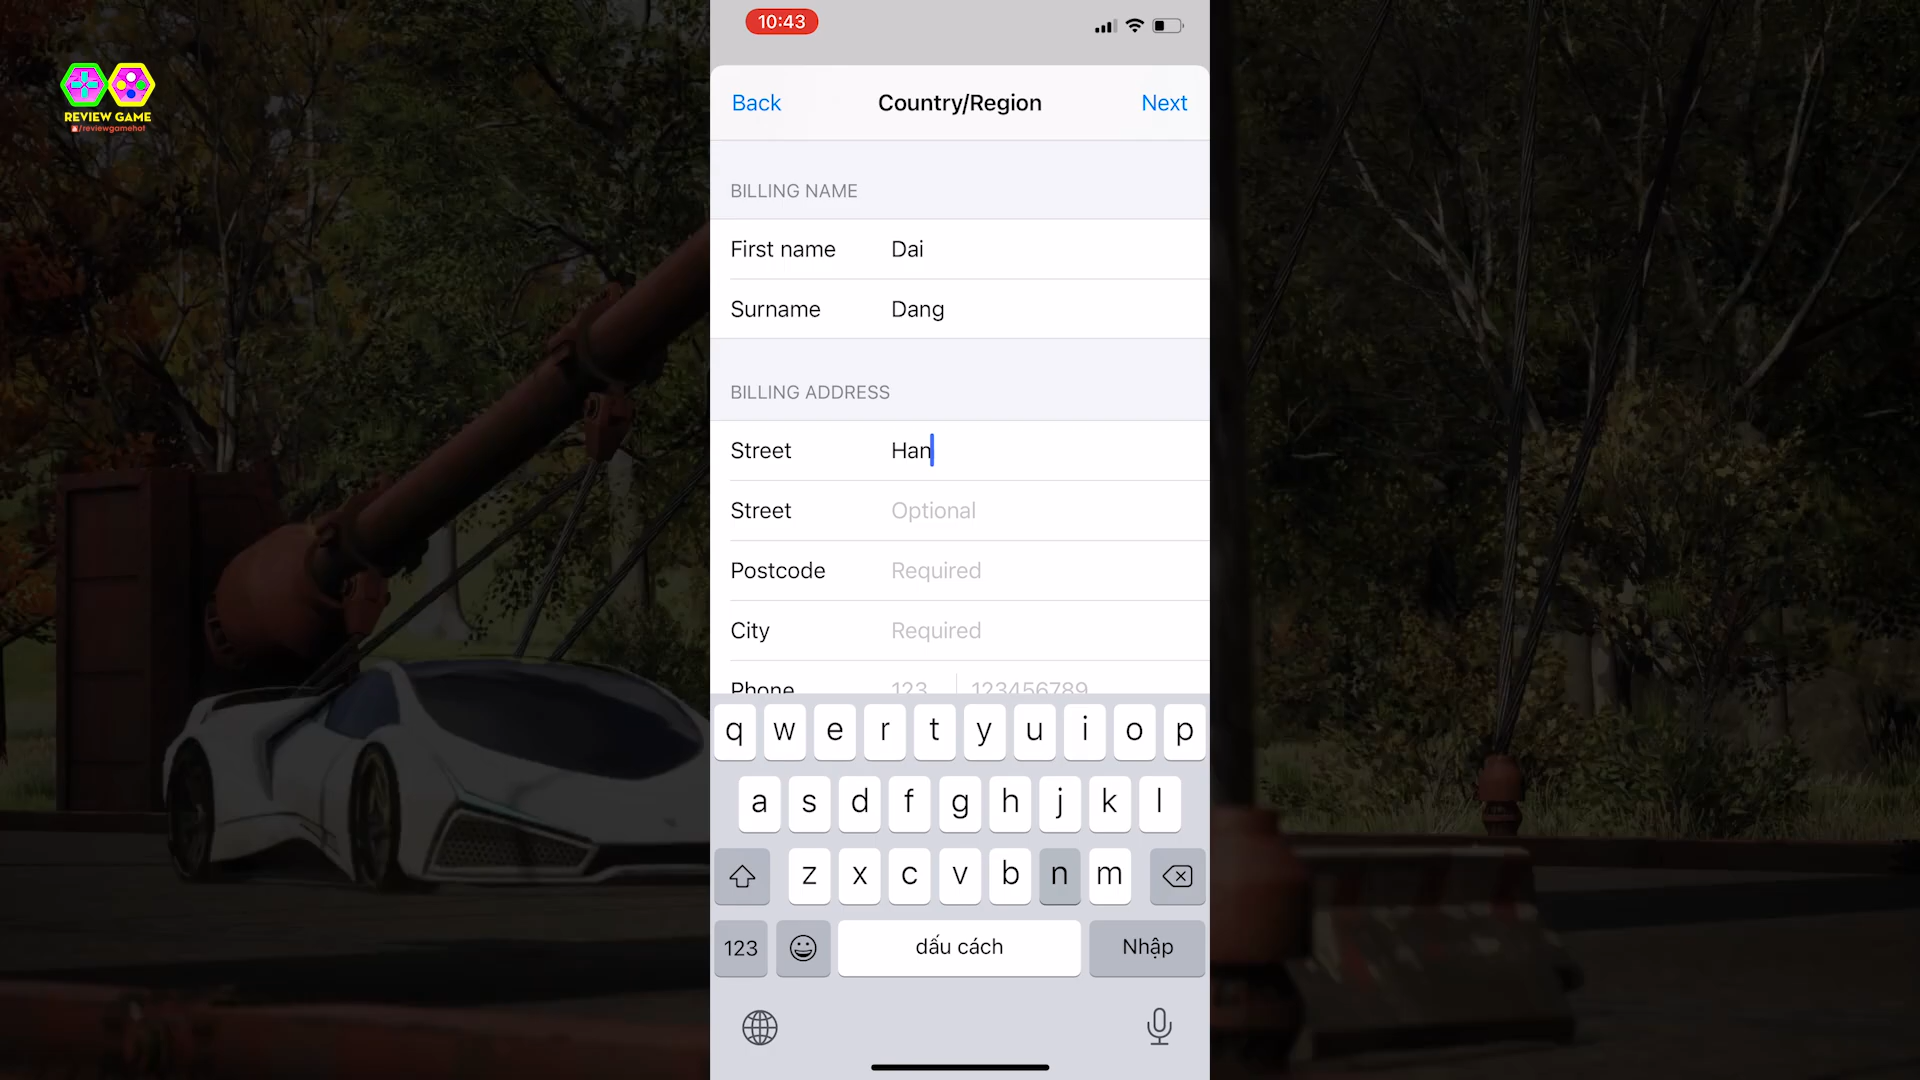 10:43
REVIEW GAME
/reviewgamehot
Back
Country/Region
Next
BILLING NAME
First name Dai
Surname Dang
BILLING ADDRESS
Street Han
Street Optional
Postcode Required
City Required
Phone 123 123456789
q w e r t y u i o p
a s d f g h j k l
z x c v b n m
123 dấu cách Nhập